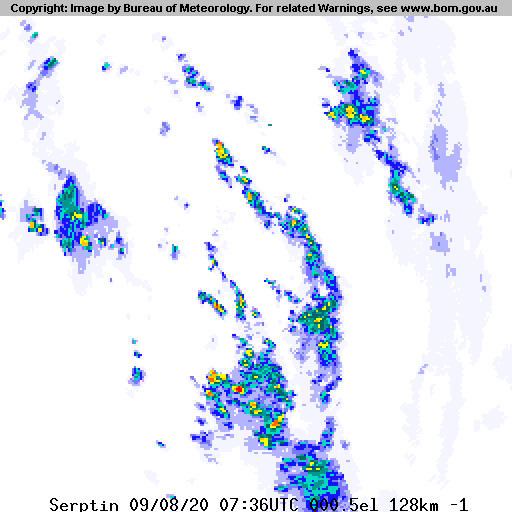 Copyright: Image by Bureau of Meteorology. For related Warnings, see www.bom.gov.au
Serptin 09/08/20 07:36UTC 000.5el 128km -1